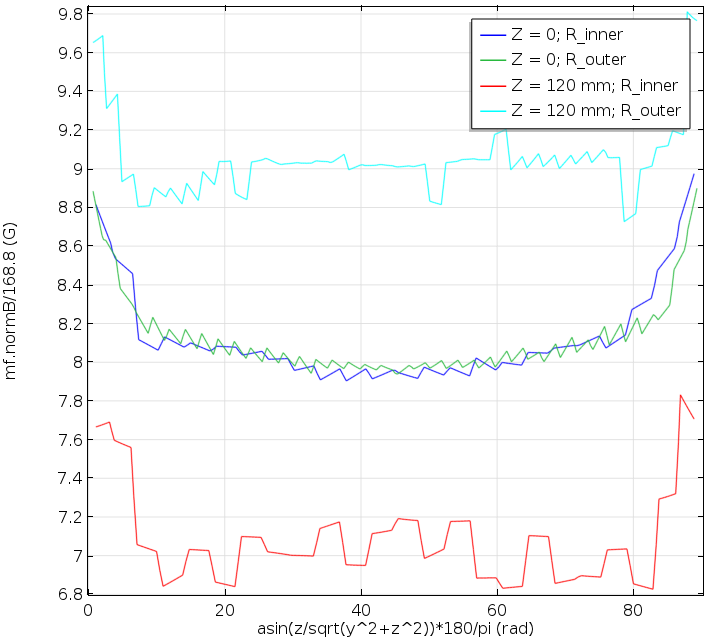 9.8
9.6
9.4
9.2
9
8.8
8.6
8.4
8.2
8
7.8
7.6
7.4
7.2
7
6.8
mf.normB/168.8 (G)
Z = 0; R_inner
Z = 0; R_outer
Z = 120 mm; R_inner
Z = 120 mm; R_outer
0 20 40 60 80
asin(z/sqrt(y^2+z^2))*180/pi (rad)